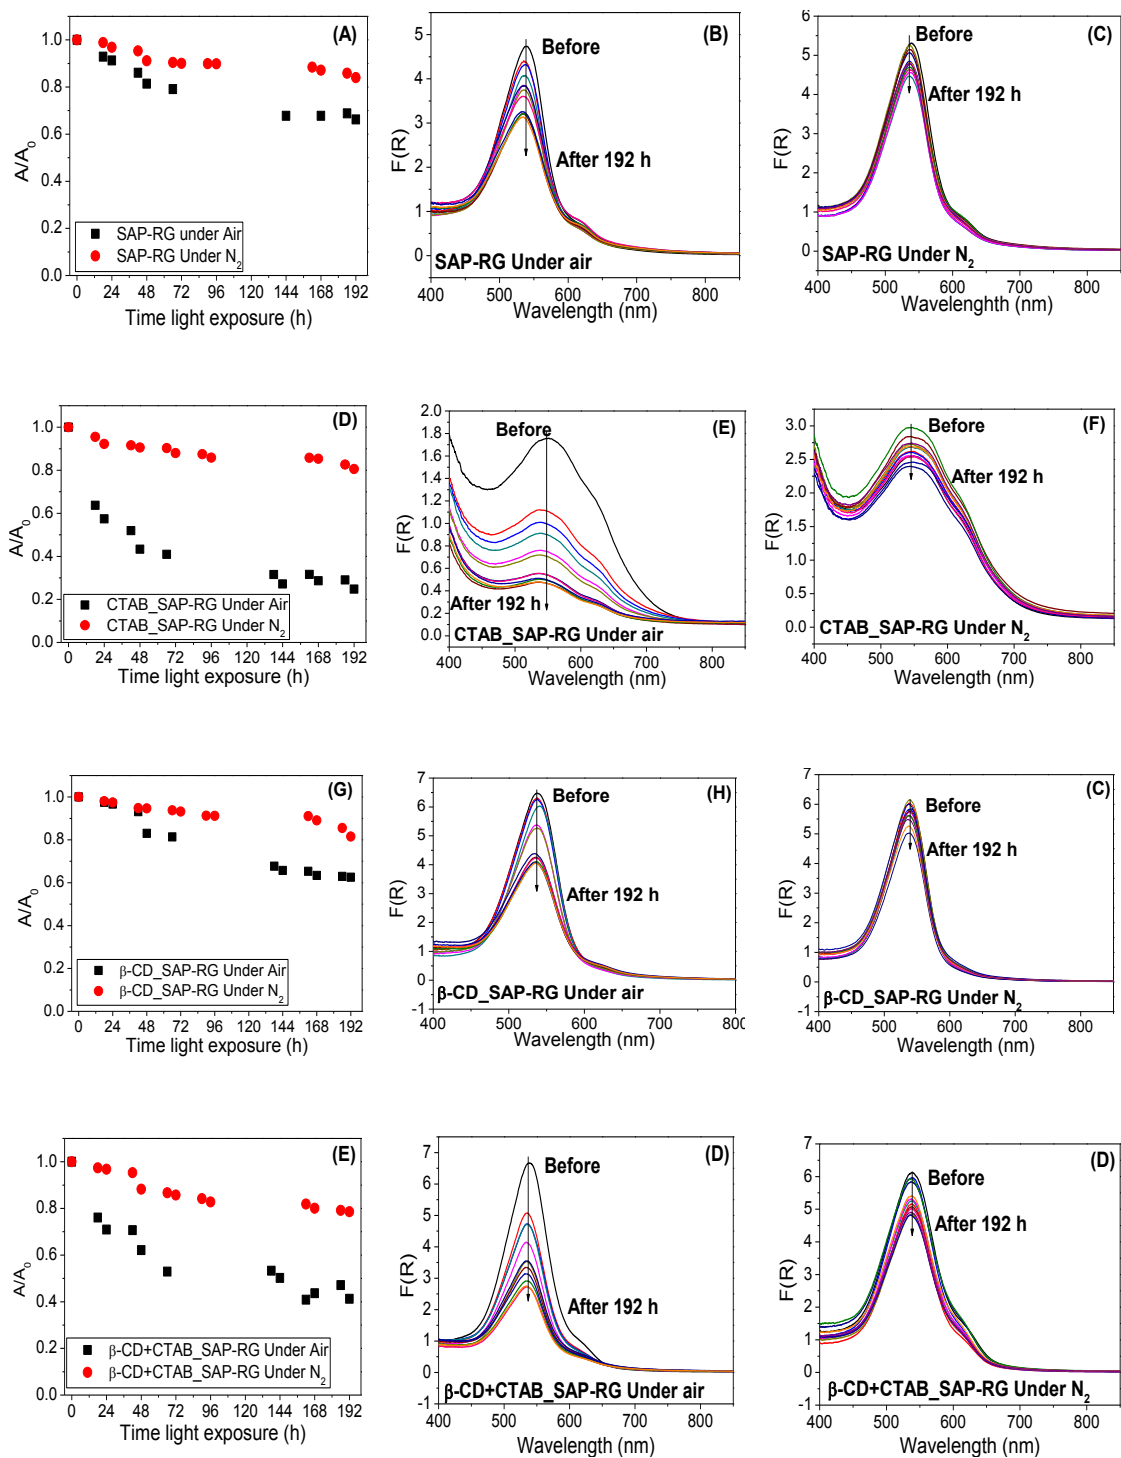 (A)
1.0
0.8
0.6
0.4
0.2
0.0
A/A0
SAP-RG under Air
SAP-RG Under N2
0 24 48 72 96 120 144 168 192
Time light exposure (h)
(B)
5
4
3
2
1
0
F(R)
Before
After 192 h
SAP-RG Under air
400 500 600 700 800
Wavelength (nm)
(C)
6
5
4
3
2
1
0
F(R)
Before
After 192 h
SAP-RG Under N2
400 500 600 700 800
Wavelenghth (nm)
(D)
1.0
0.8
0.6
0.4
0.2
0.0
A/A0
CTAB_SAP-RG Under Air
CTAB_SAP-RG Under N2
0 24 48 72 96 120 144 168 192
Time light exposure (h)
(E)
2.0
1.8
1.6
1.4
1.2
1.0
0.8
0.6
0.4
0.2
0.0
F(R)
Before
After 192 h
CTAB_SAP-RG Under air
400 500 600 700 800
Wavelength (nm)
(F)
3.0
2.5
2.0
1.5
1.0
0.5
0.0
F(R)
Before
After 192 h
CTAB_SAP-RG Under N2
400 500 600 700 800
Wavelength (nm)
(G)
1.0
0.8
0.6
0.4
0.2
0.0
A/A0
β-CD_SAP-RG Under Air
β-CD_SAP-RG Under N2
0 24 48 72 96 120 144 168 192
Time light exposure (h)
(H)
7
6
5
4
3
2
1
0
-1
F(R)
Before
After 192 h
β-CD_SAP-RG Under air
400 500 600 700 800
Wavelength (nm)
(C)
7
6
5
4
3
2
1
0
-1
F(R)
Before
After 192 h
β-CD_SAP-RG Under N2
400 500 600 700 800
Wavelength (nm)
(E)
1.0
0.8
0.6
0.4
0.2
0.0
A/A0
β-CD+CTAB_SAP-RG Under Air
β-CD+CTAB_SAP-RG Under N2
0 24 48 72 96 120 144 168 192
Time light exposure (h)
(D)
7
6
5
4
3
2
1
0
-1
F(R)
Before
After 192 h
β-CD+CTAB_SAP-RG Under air
400 500 600 700 800
Wavelength (nm)
(D)
7
6
5
4
3
2
1
0
-1
F(R)
Before
After 192 h
β-CD+CTAB_SAP-RG Under N2
400 500 600 700 800
Wavelength (nm)